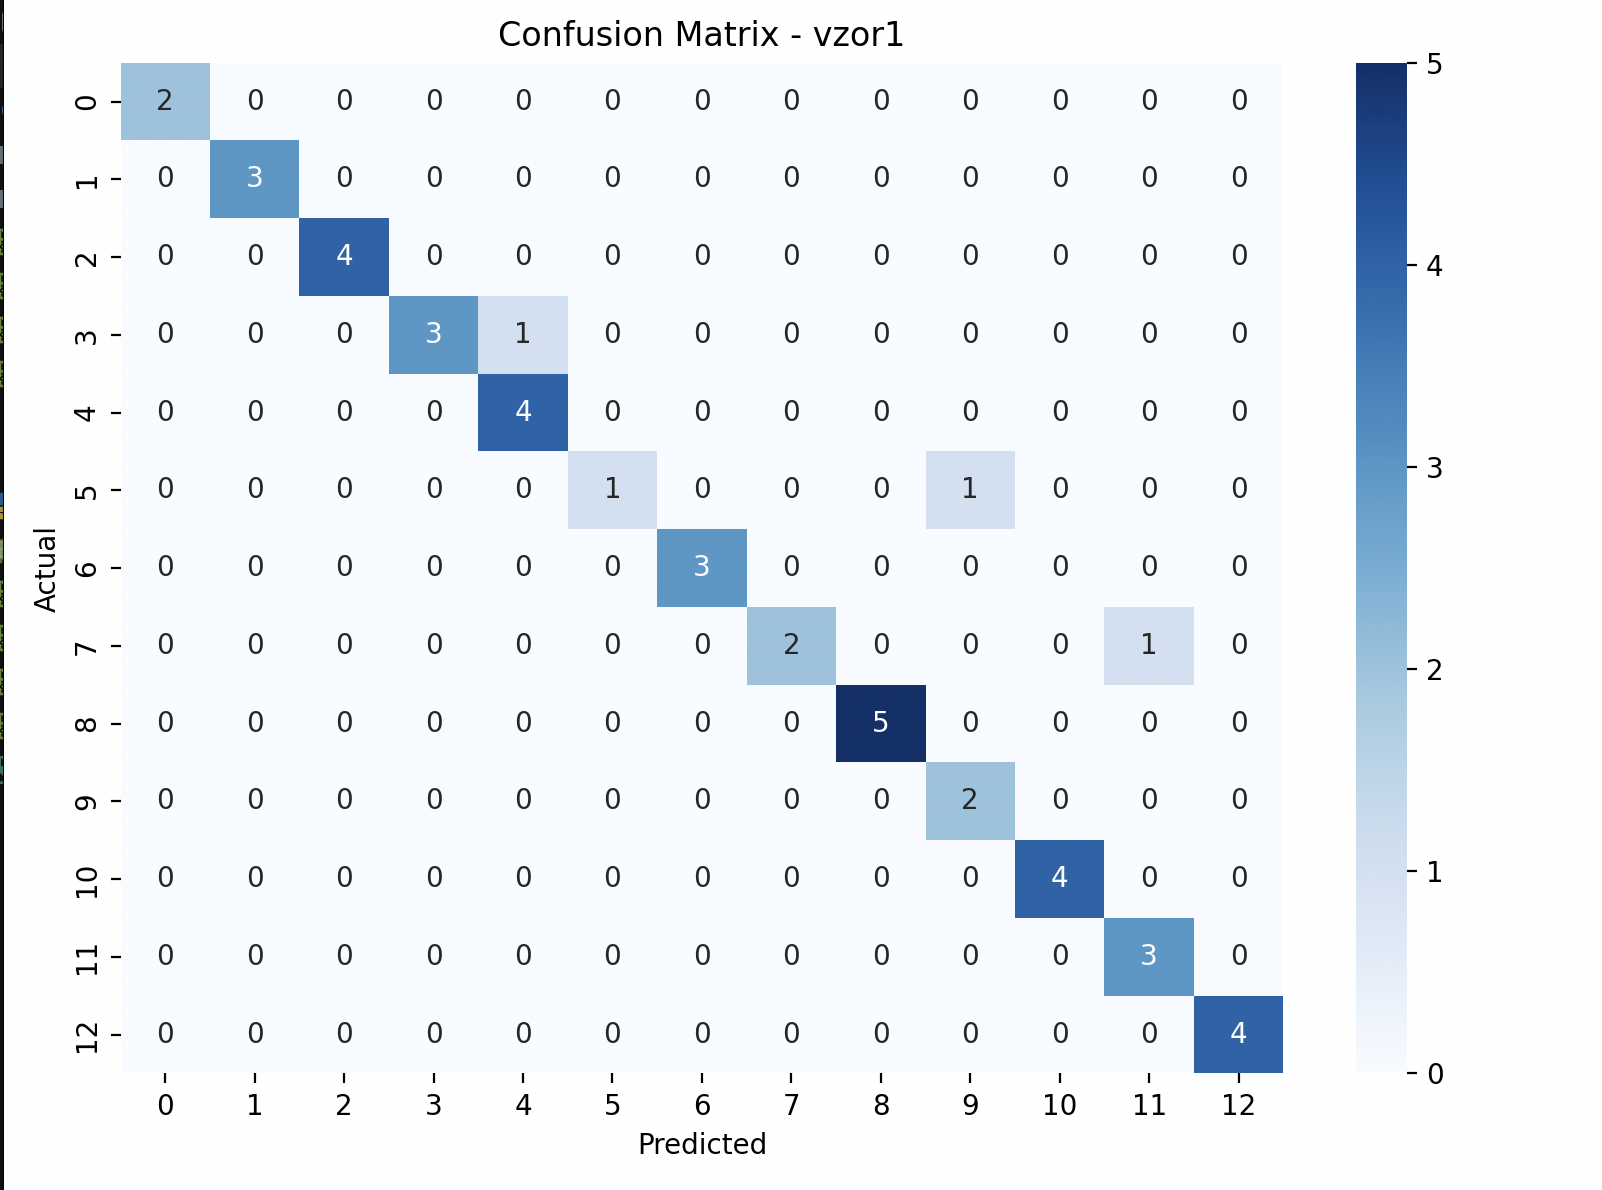 Confusion Matrix - vzor1
0 2 0 0 0 0 0 0 0 0 0 0 0 0
1 0 3 0 0 0 0 0 0 0 0 0 0 0
2 0 0 4 0 0 0 0 0 0 0 0 0 0
3 0 0 0 3 1 0 0 0 0 0 0 0 0
4 0 0 0 0 4 0 0 0 0 0 0 0 0
5 0 0 0 0 0 1 0 0 0 1 0 0 0
6 0 0 0 0 0 0 3 0 0 0 0 0 0
7 0 0 0 0 0 0 0 2 0 0 0 1 0
8 0 0 0 0 0 0 0 0 5 0 0 0 0
9 0 0 0 0 0 0 0 0 0 2 0 0 0
10 0 0 0 0 0 0 0 0 0 0 4 0 0
11 0 0 0 0 0 0 0 0 0 0 0 3 0
12 0 0 0 0 0 0 0 0 0 0 0 0 4
0 1 2 3 4 5 6 7 8 9 10 11 12
Predicted
Actual
5
4
3
2
1
0